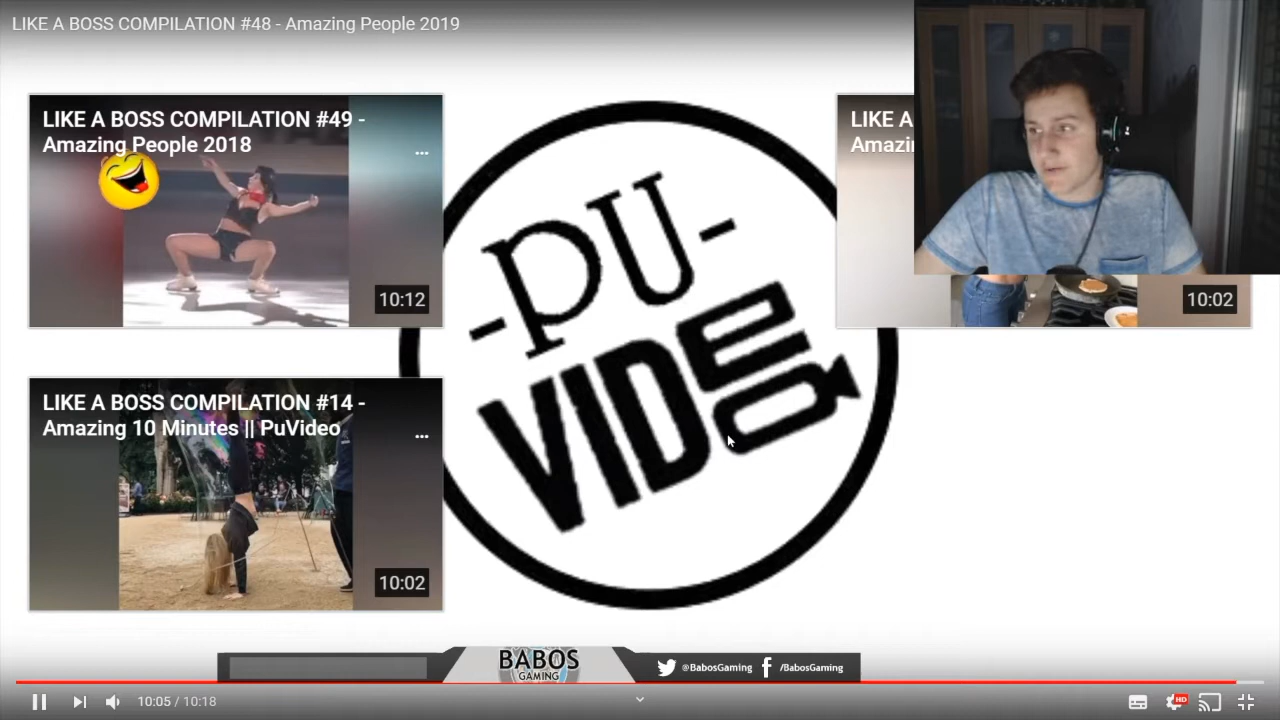 LIKE A BOSS COMPILATION #48 - Amazing People 2019
LIKE A BOSS COMPILATION #49 -
Amazing People 2018
10:12
LIKE A
Amazin
10:02
-PU-
VIDEO
LIKE A BOSS COMPILATION #14 -
Amazing 10 Minutes || PuVideo
10:02
BABOS
GAMING
@BabosGaming
/BabosGaming
10:05 / 10:18
HD